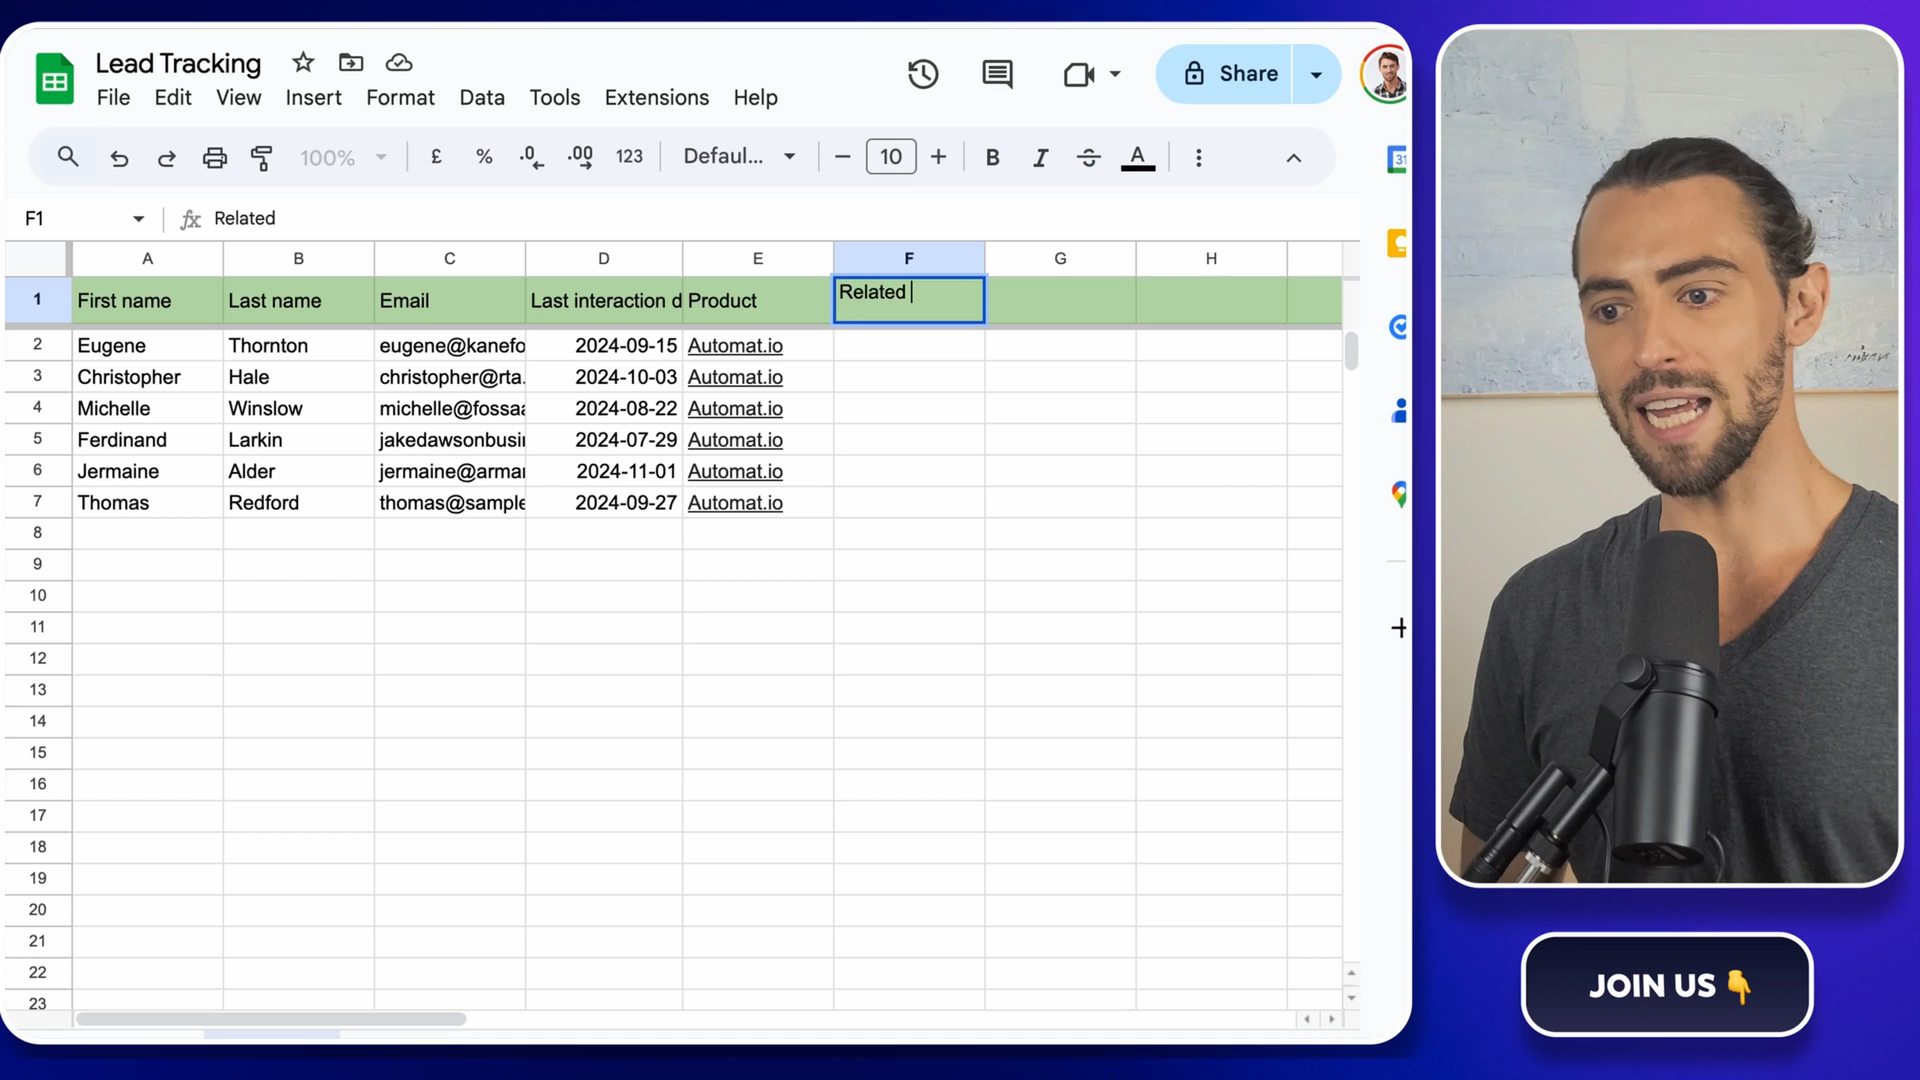 Lead Tracking
File Edit View Insert Format Data Tools Extensions Help
Share
100% £ % .0 .00 123 Defaul... 10 B I A
F1 fx Related
A B C D E F G H
1 First name Last name Email Last interaction d Product Related
2 Eugene Thornton eugene@kanefo 2024-09-15 Automat.io
3 Christopher Hale christopher@rta. 2024-10-03 Automat.io
4 Michelle Winslow michelle@fossaa 2024-08-22 Automat.io
5 Ferdinand Larkin jakedawsonbusi 2024-07-29 Automat.io
6 Jermaine Alder jermaine@armar 2024-11-01 Automat.io
7 Thomas Redford thomas@sample 2024-09-27 Automat.io
8
9
10
11
12
13
14
15
16
17
18
19
20
21
22
23
31
JOIN US 👇